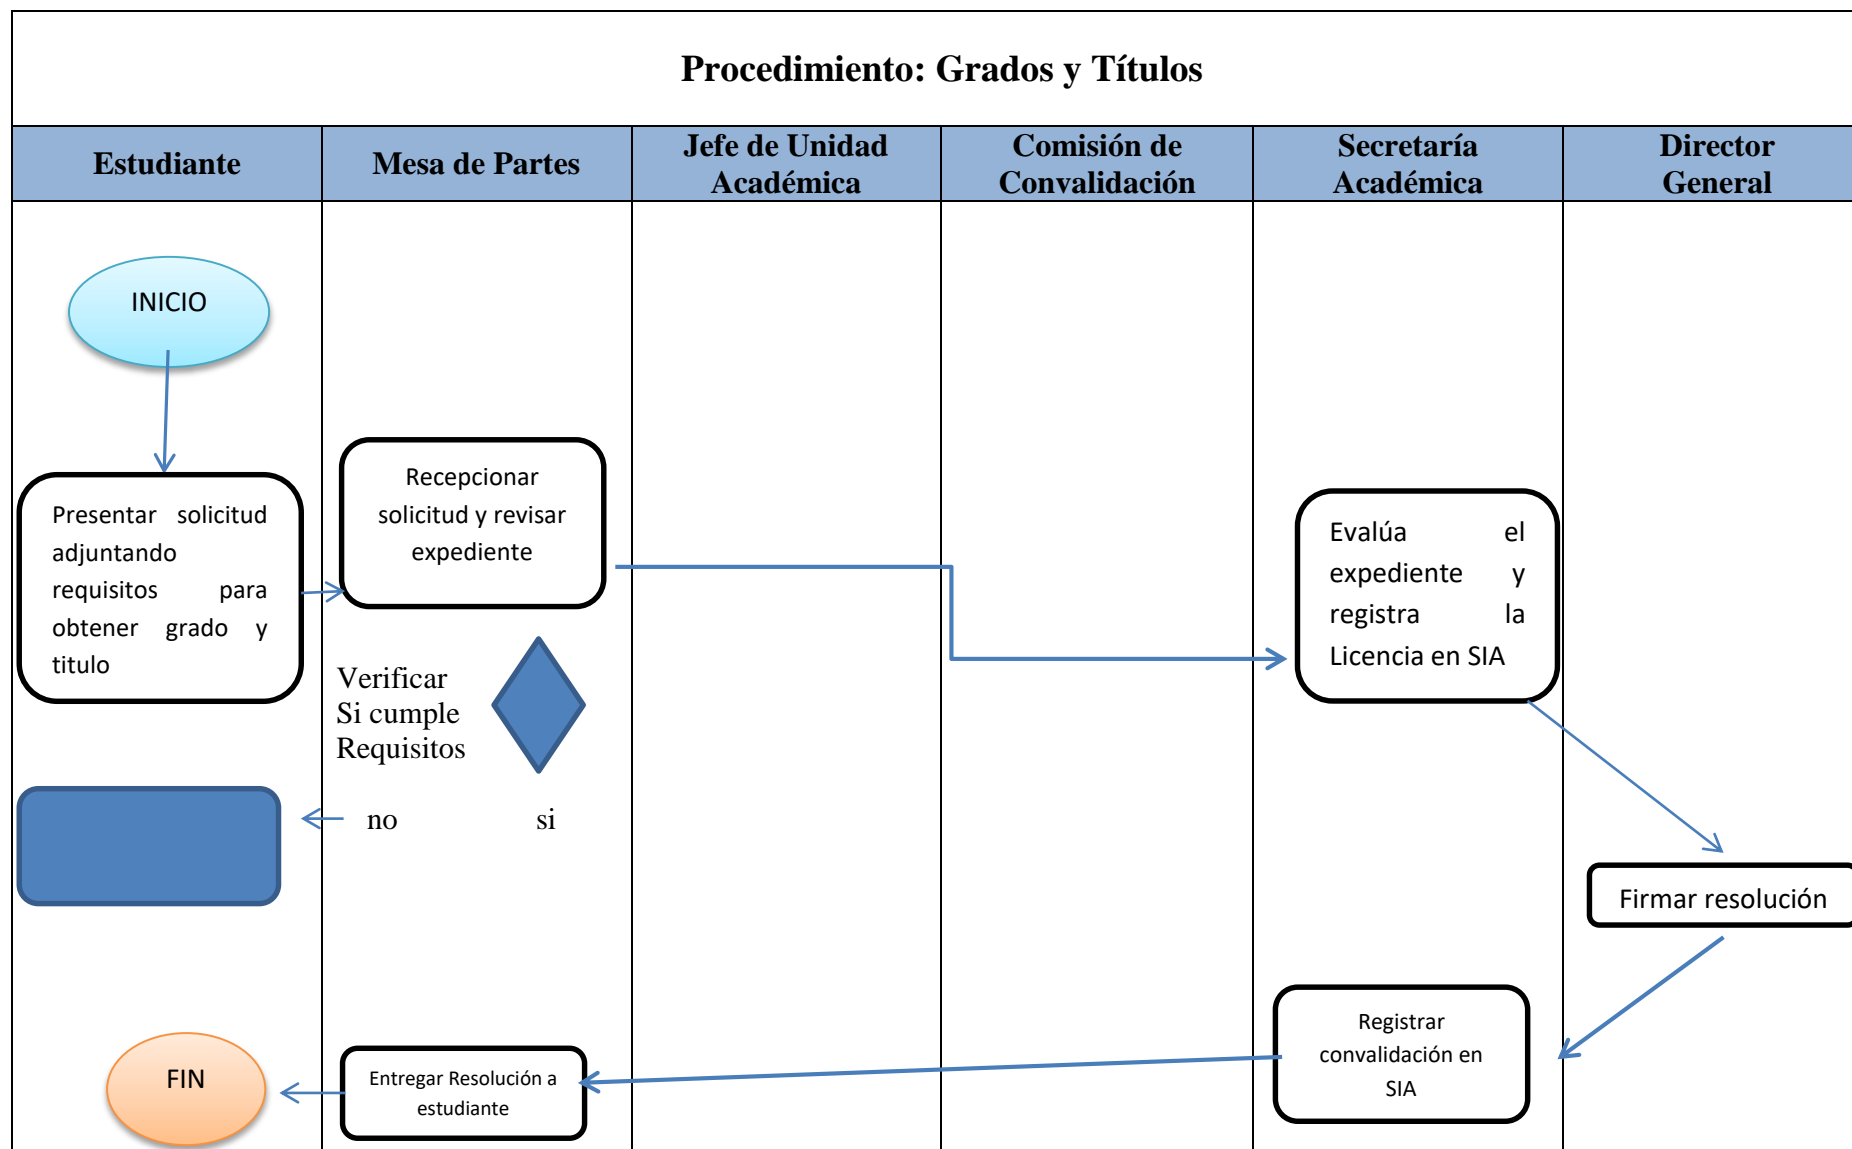 Procedimiento: Grados y Títulos
Estudiante
Mesa de Partes
Jefe de Unidad
Académica
Comisión de
Convalidación
Secretaría
Académica
Director
General
INICIO
Presentar solicitud
adjuntando
requisitos para
obtener grado y
titulo
Recepcionar
solicitud y revisar
expediente
Verificar
Si cumple
Requisitos
no si
Evalúa el
expediente y
registra la
Licencia en SIA
Firmar resolución
Registrar
convalidación en
SIA
Entregar Resolución a
estudiante
FIN